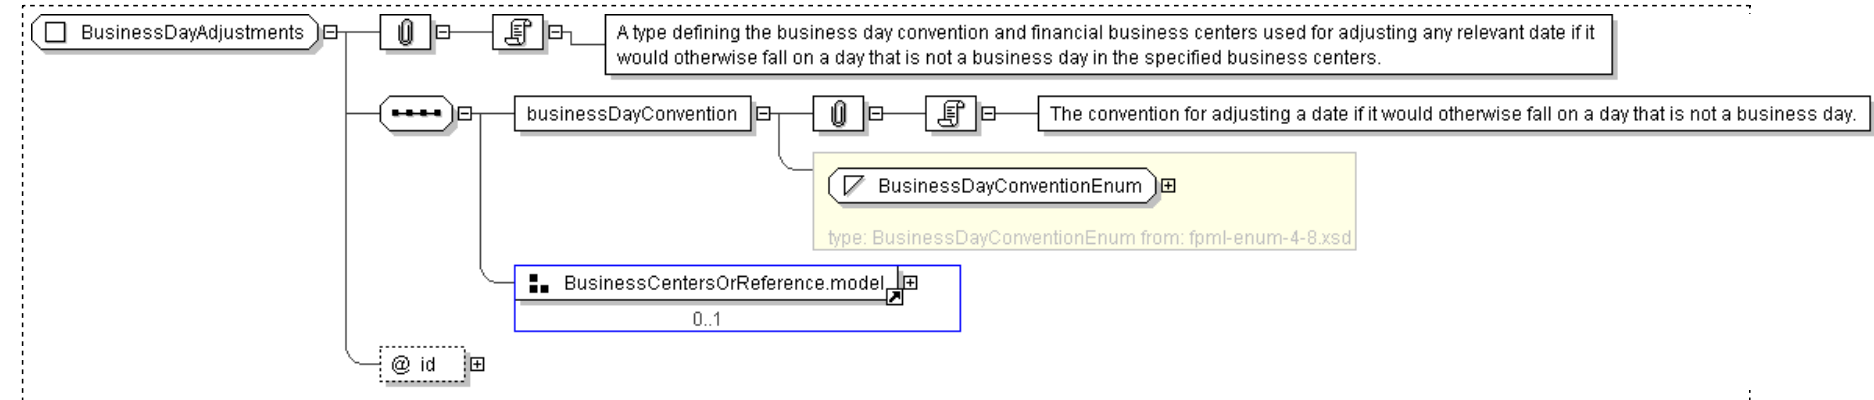 BusinessDayAdjustments
A type defining the business day convention and financial business centers used for adjusting any relevant date if it
would otherwise fall on a day that is not a business day in the specified business centers.
businessDayConvention
The convention for adjusting a date if it would otherwise fall on a day that is not a business day.
BusinessDayConventionEnum
type: BusinessDayConventionEnum from: fpml-enum-4-8.xsd
BusinessCentersOrReference.model
0..1
@ id